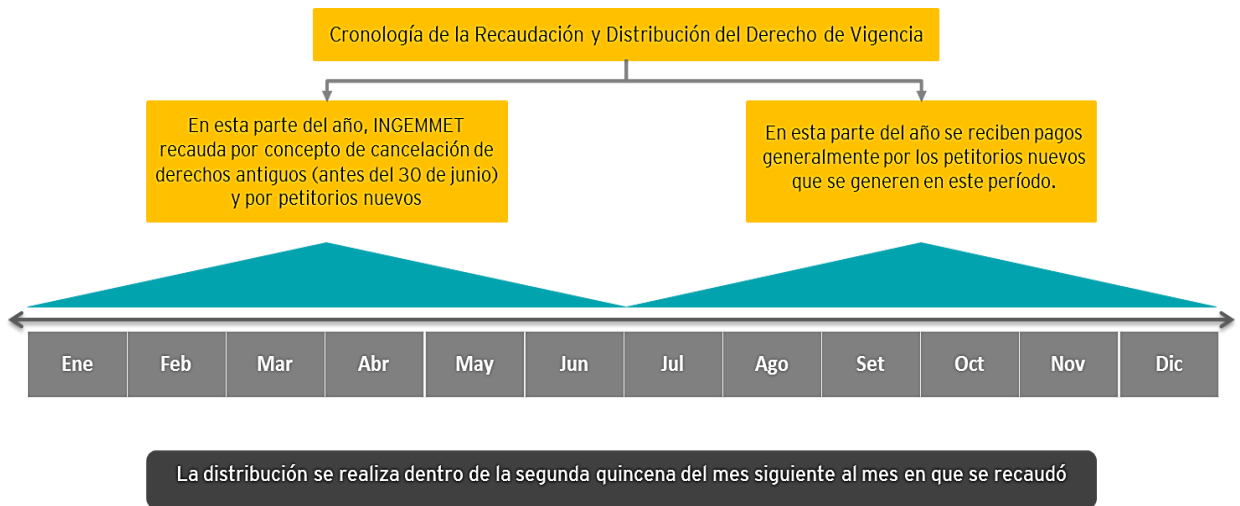 Cronología de la Recaudación y Distribución del Derecho de Vigencia
En esta parte del año, INGEMMET
recauda por concepto de cancelación de
derechos antiguos (antes del 30 de junio)
y por petitorios nuevos
En esta parte del año se reciben pagos
generalmente por los petitorios nuevos
que se generen en este período.
Ene Feb Mar Abr May Jun Jul Ago Set Oct Nov Dic
La distribución se realiza dentro de la segunda quincena del mes siguiente al mes en que se recaudó